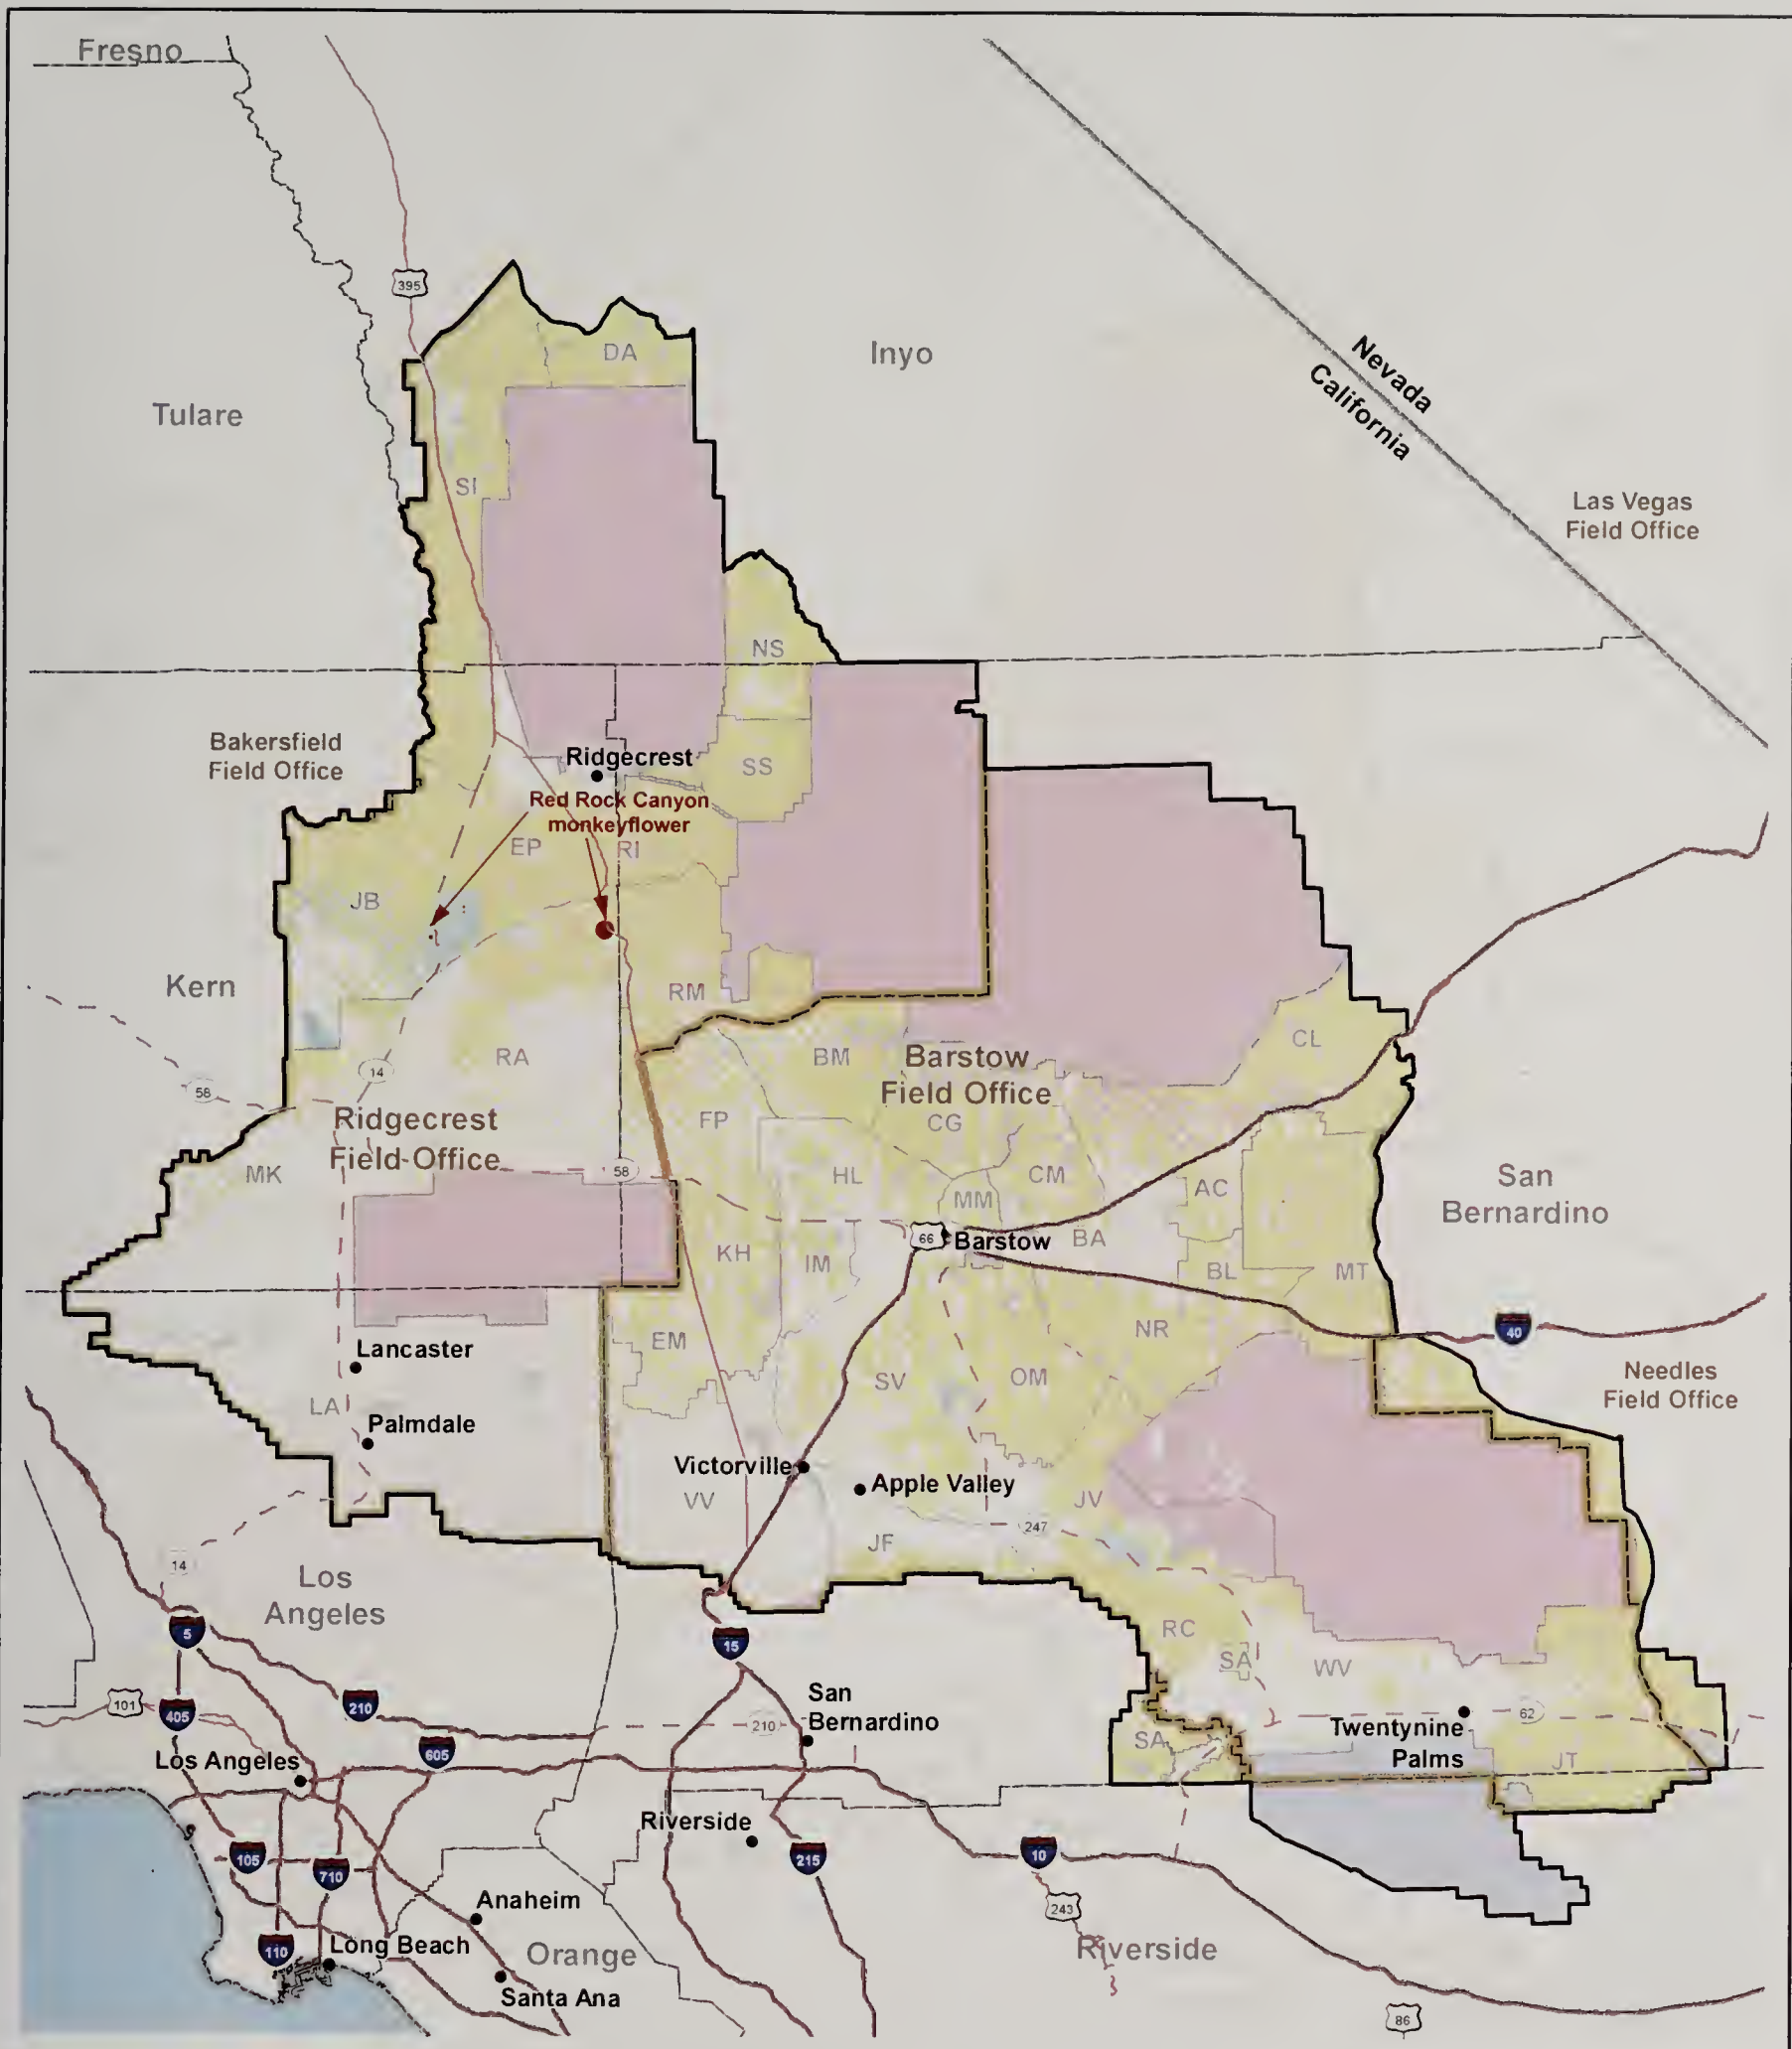 Fresno
395
DA
Inyo
Nevada
California
Tulare
SI
Las Vegas
Field Office
NS
Bakersfield
Field Office
Ridgecrest
SS
Red Rock Canyon
monkeyflower
EP
RI
JB
Kern
RM
CL
RA
BM
Barstow
Field Office
14
58
Ridgecrest
Field Office
FP
CG
MK
58
HL
CM
MM
AC
San
Bernardino
66
Barstow
BA
KH
IM
BL
MT
EM
NR
40
Lancaster
SV
OM
Needles
Field Office
LA
Palmdale
Victorville
Apple Valley
VV
JV
247
JF
14
Los
Angeles
5
15
RC
SA
WV
101
405
210
San
Bernardino
210
62
Twentynine
Palms
605
SA
Los Angeles
JT
Riverside
105
710
215
10
Anaheim
243
110
Long Beach
Orange
Riverside
Santa Ana
86